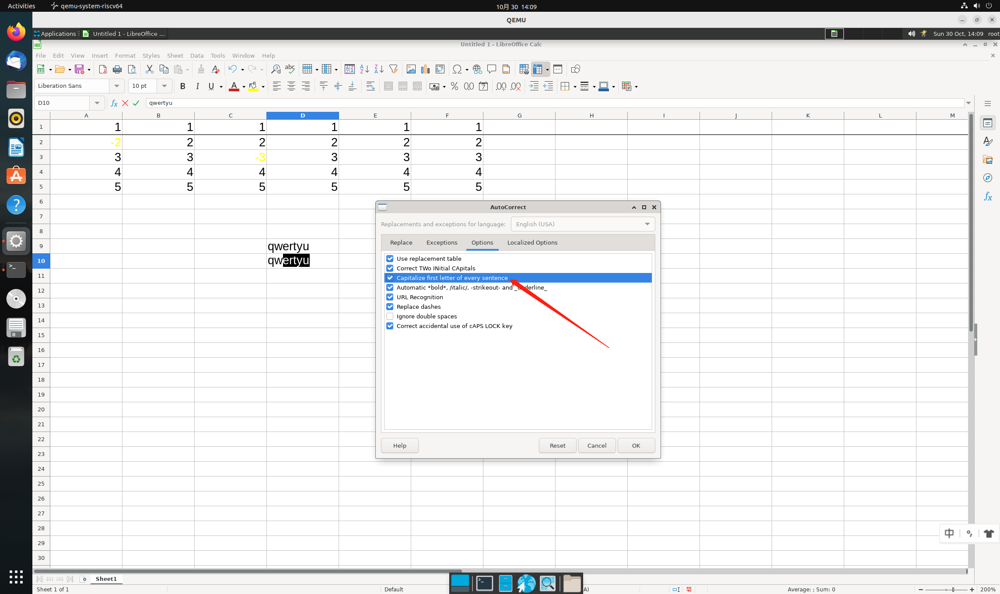 Activities qemu-system-riscv64 10月 30 14:09
QEMU
Applications Untitled 1 - LibreOffice ... Sun 30 Oct, 14:09 root
Untitled 1 - LibreOffice Calc
File Edit View Insert Format Styles Sheet Data Tools Window Help
Liberation Sans 10 pt
D10 qwertyu
A B C D E F G H I J K L M
1 1 1 1 1 1 1
2 -2 2 2 2 2 2
3 3 3 -3 3 3 3
4 4 4 4 4 4 4
5 5 5 5 5 5 5
6
7
8
9 qwertyu
10 qwertyu
11
12
13
14
15
16
17
18
19
20
21
22
23
24
25
26
27
28
29
30
AutoCorrect
Replacements and exceptions for language: English (USA)
Replace Exceptions Options Localized Options
Use replacement table
Correct TWo INitial CApitals
Capitalize first letter of every sentence
Automatic *bold*, /italic/, -strikeout- and _underline_
URL Recognition
Replace dashes
Ignore double spaces
Correct accidental use of cAPS LOCK key
Help Reset Cancel OK
中
Sheet1
Sheet 1 of 1 Default A) Average: ; Sum: 0 200%